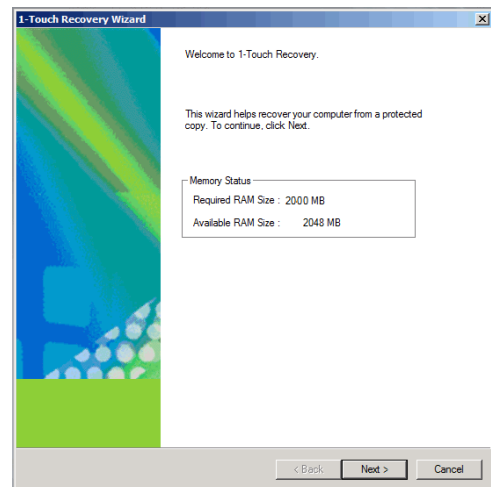 1-Touch Recovery Wizard
Welcome to 1-Touch Recovery.
This wizard helps recover your computer from a protected
copy. To continue, click Next.
Memory Status
Required RAM Size : 2000 MB
Available RAM Size : 2048 MB
< Back Next > Cancel